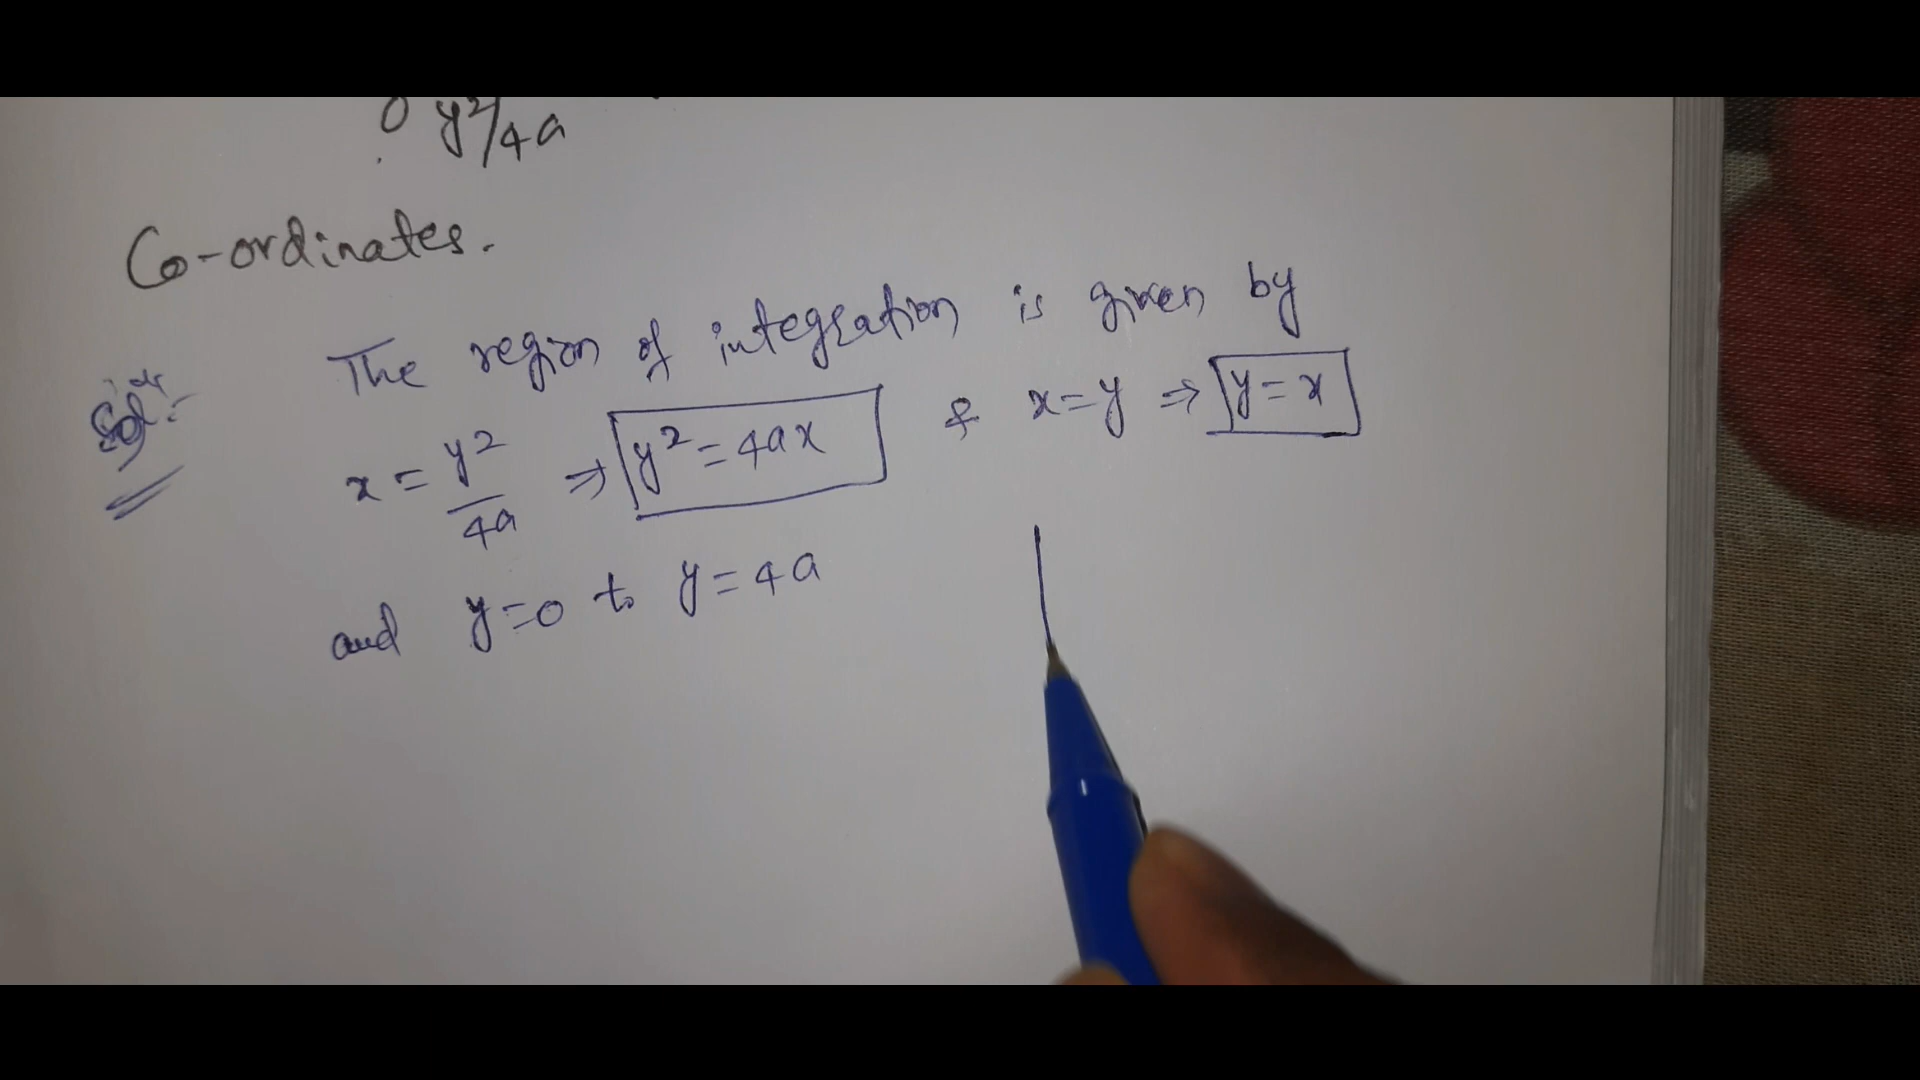 0 y²/4a
Co-ordinates.
Sol:- The region of integration is given by
x = y²/4a ⇒ y² = 4ax & x = y ⇒ y = x
and y = 0 to y = 4a